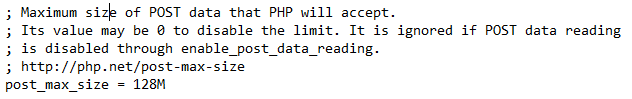 ; Maximum size of POST data that PHP will accept.
; Its value may be 0 to disable the limit. It is ignored if POST data reading
; is disabled through enable_post_data_reading.
; http://php.net/post-max-size
post_max_size = 128M